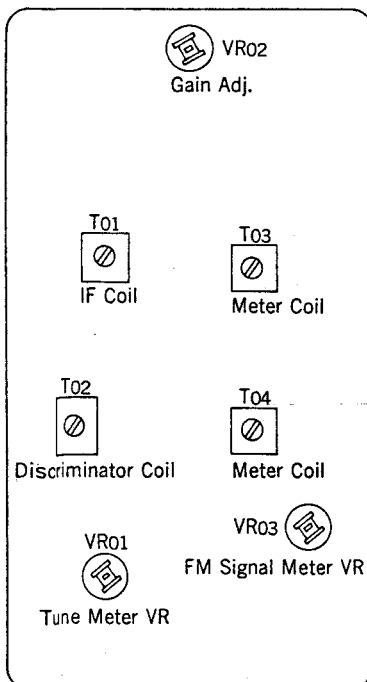 VR02
Gain Adj.
T01
IF Coil
T03
Meter Coil
T02
Discriminator Coil
T04
Meter Coil
VR03
FM Signal Meter VR
VR01
Tune Meter VR